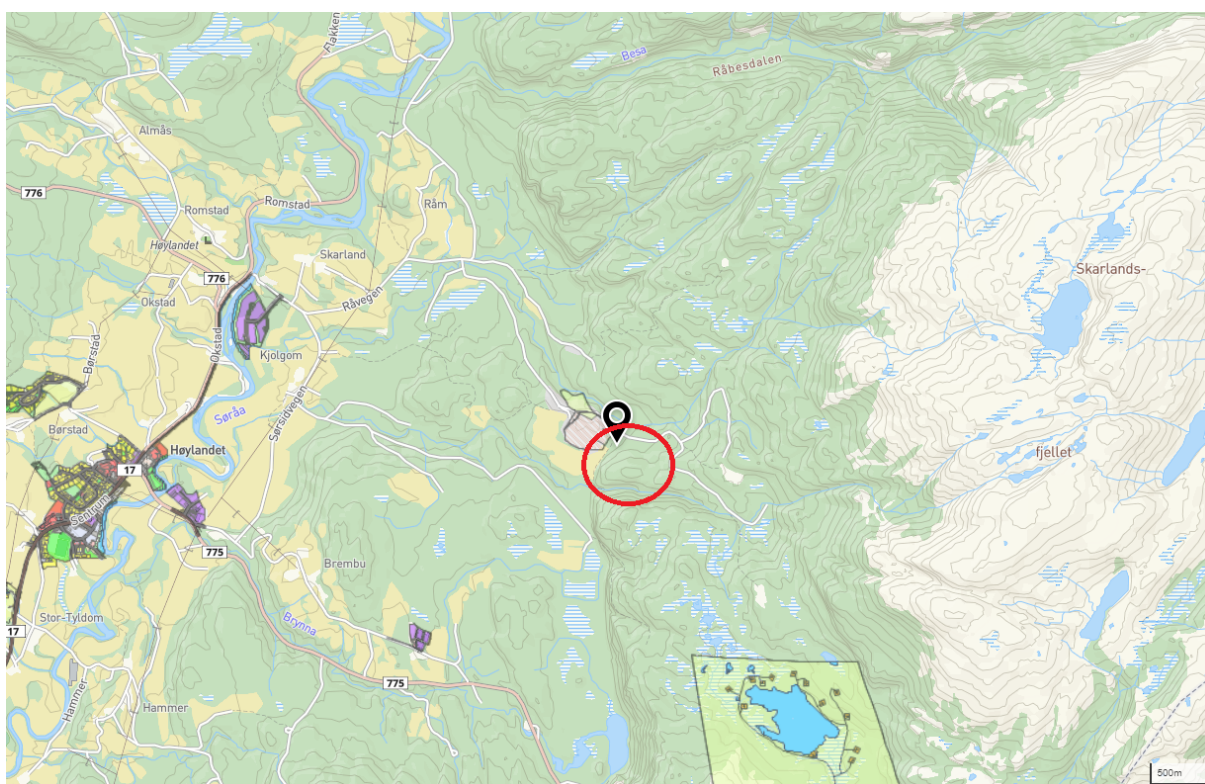 Flakken
Besa
Råbesdalen
Almås
776
Romstad
Romstad
Råm
Høylandet
Skarland
776
Skarlands-
Okstad
Råvegen
Børstad
Okstad
Kjolgom
Søråa
Sørsidvegen
Børstad
Høylandet
fjellet
17
Sentrum
775
Brembu
Stor-Tyldom
Brynna
17
775
Hammer
Hammer
500m